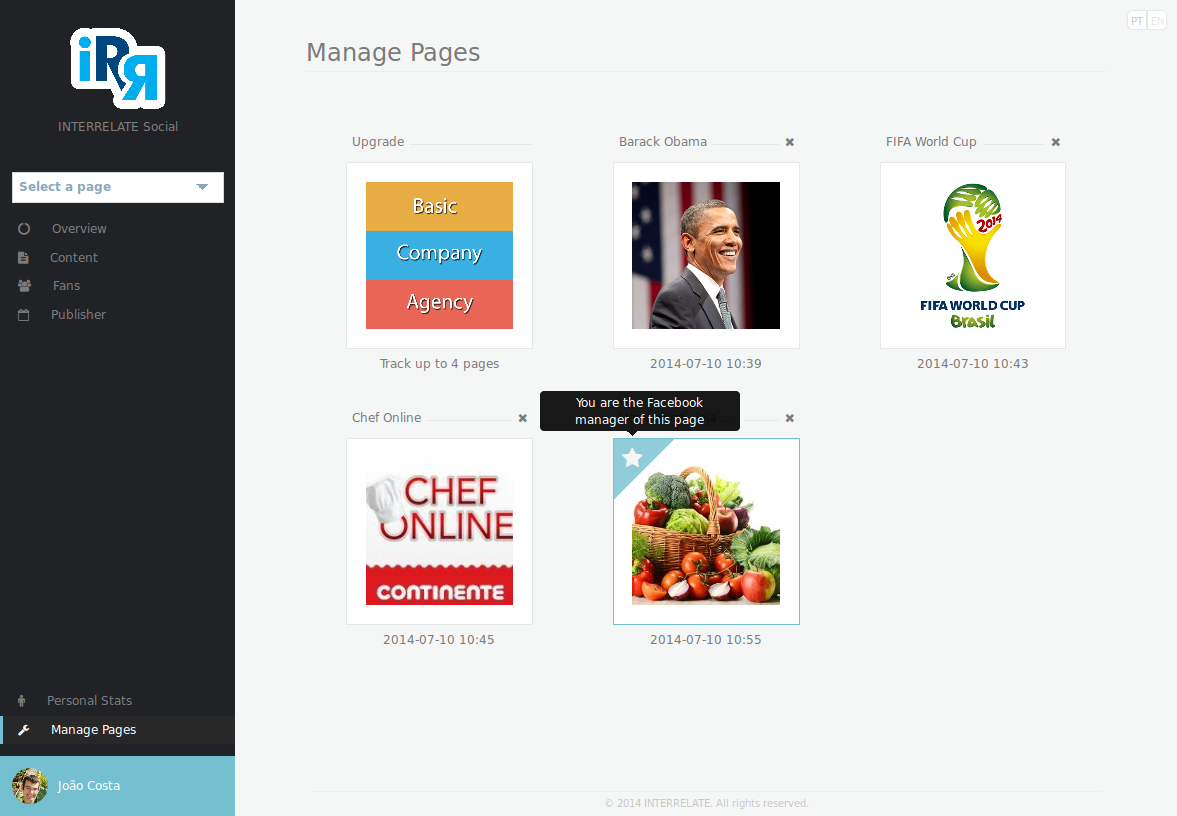 PT EN
iRR
INTERRELATE Social
Select a page
Overview
Content
Fans
Publisher
Personal Stats
Manage Pages
João Costa
Manage Pages
Upgrade
Basic
Company
Agency
Track up to 4 pages
Barack Obama
2014-07-10 10:39
FIFA World Cup
2014
FIFA WORLD CUP
Brasil
2014-07-10 10:43
Chef Online
CHEF
ONLINE
CONTINENTE
2014-07-10 10:45
You are the Facebook
manager of this page
2014-07-10 10:55
© 2014 INTERRELATE. All rights reserved.